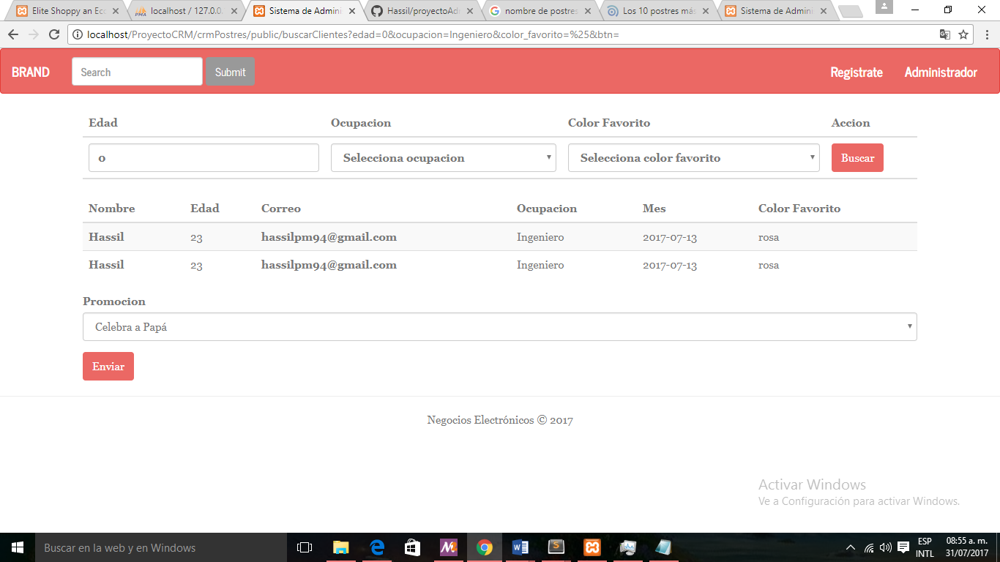 Elite Shoppy an Eco
localhost / 127.0.0.
Sistema de Admini
Hassil/proyectoAdm
nombre de postres
Los 10 postres más
Sistema de Admini
localhost/ProyectoCRM/crmPostres/public/buscarClientes?edad=0&ocupacion=Ingeniero&color_favorito=%25&btn=
BRAND Search Submit Registrate Administrador
Edad Ocupacion Color Favorito Accion
0 Selecciona ocupacion Selecciona color favorito Buscar
Nombre Edad Correo Ocupacion Mes Color Favorito
Hassil 23 hassilpm94@gmail.com Ingeniero 2017-07-13 rosa
Hassil 23 hassilpm94@gmail.com Ingeniero 2017-07-13 rosa
Promocion
Celebra a Papá
Enviar
Negocios Electrónicos © 2017
Activar Windows
Ve a Configuración para activar Windows.
Buscar en la web y en Windows
ESP
INTL
08:55 a. m.
31/07/2017